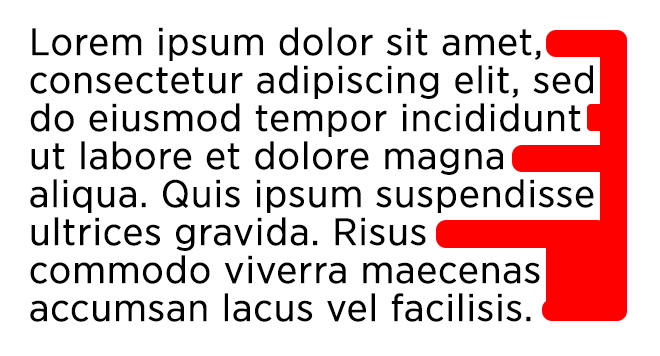 Lorem ipsum dolor sit amet,
consectetur adipiscing elit, sed
do eiusmod tempor incididunt
ut labore et dolore magna
aliqua. Quis ipsum suspendisse
ultrices gravida. Risus
commodo viverra maecenas
accumsan lacus vel facilisis.